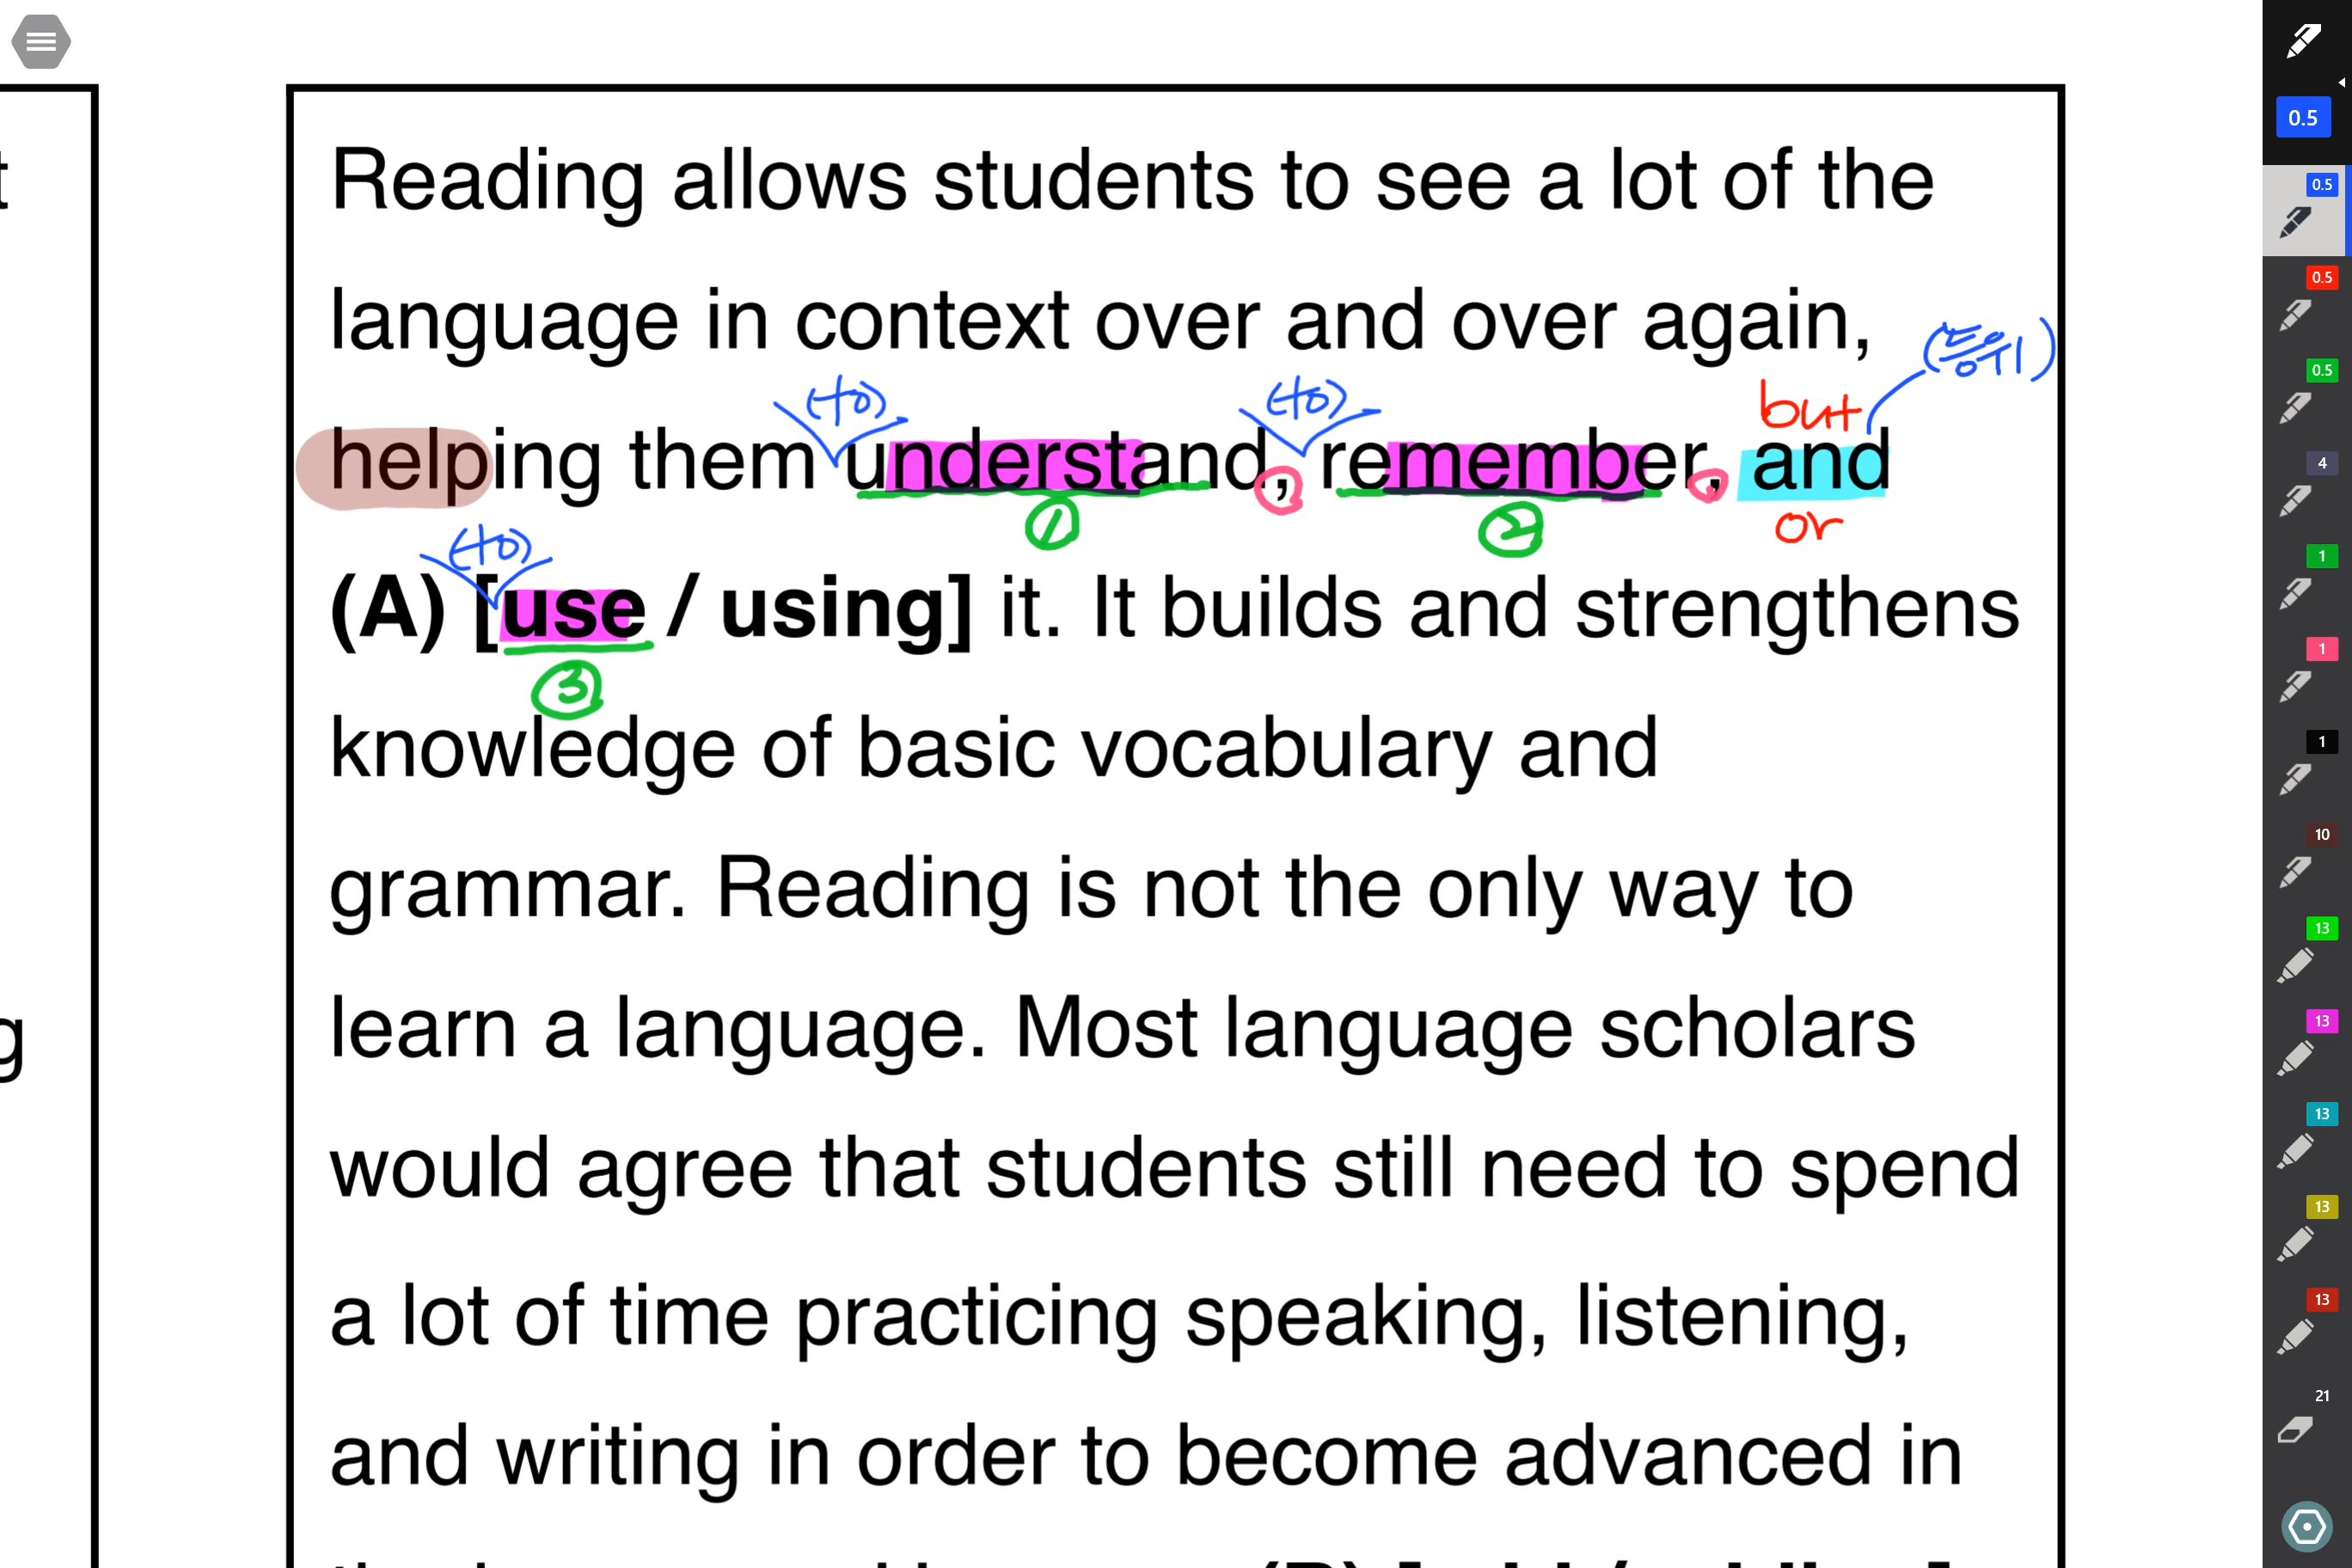 Reading allows students to see a lot of the
language in context over and over again,
(등위)
(to) (to) but
helping them understand, remember, and
① ② or
(to)
(A) [use / using] it. It builds and strengthens
③
knowledge of basic vocabulary and
grammar. Reading is not the only way to
learn a language. Most language scholars
would agree that students still need to spend
a lot of time practicing speaking, listening,
and writing in order to become advanced in
0.5
0.5
0.5
0.5
4
1
1
1
10
13
13
13
13
13
21